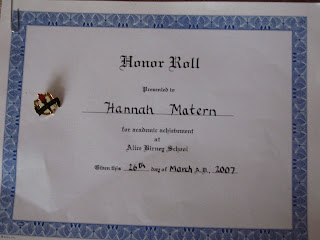 Honor Roll
Presented to
Hannah Matern
for academic achievment
at
Alice Birney School
Given this 26th day of March A.D. 2007